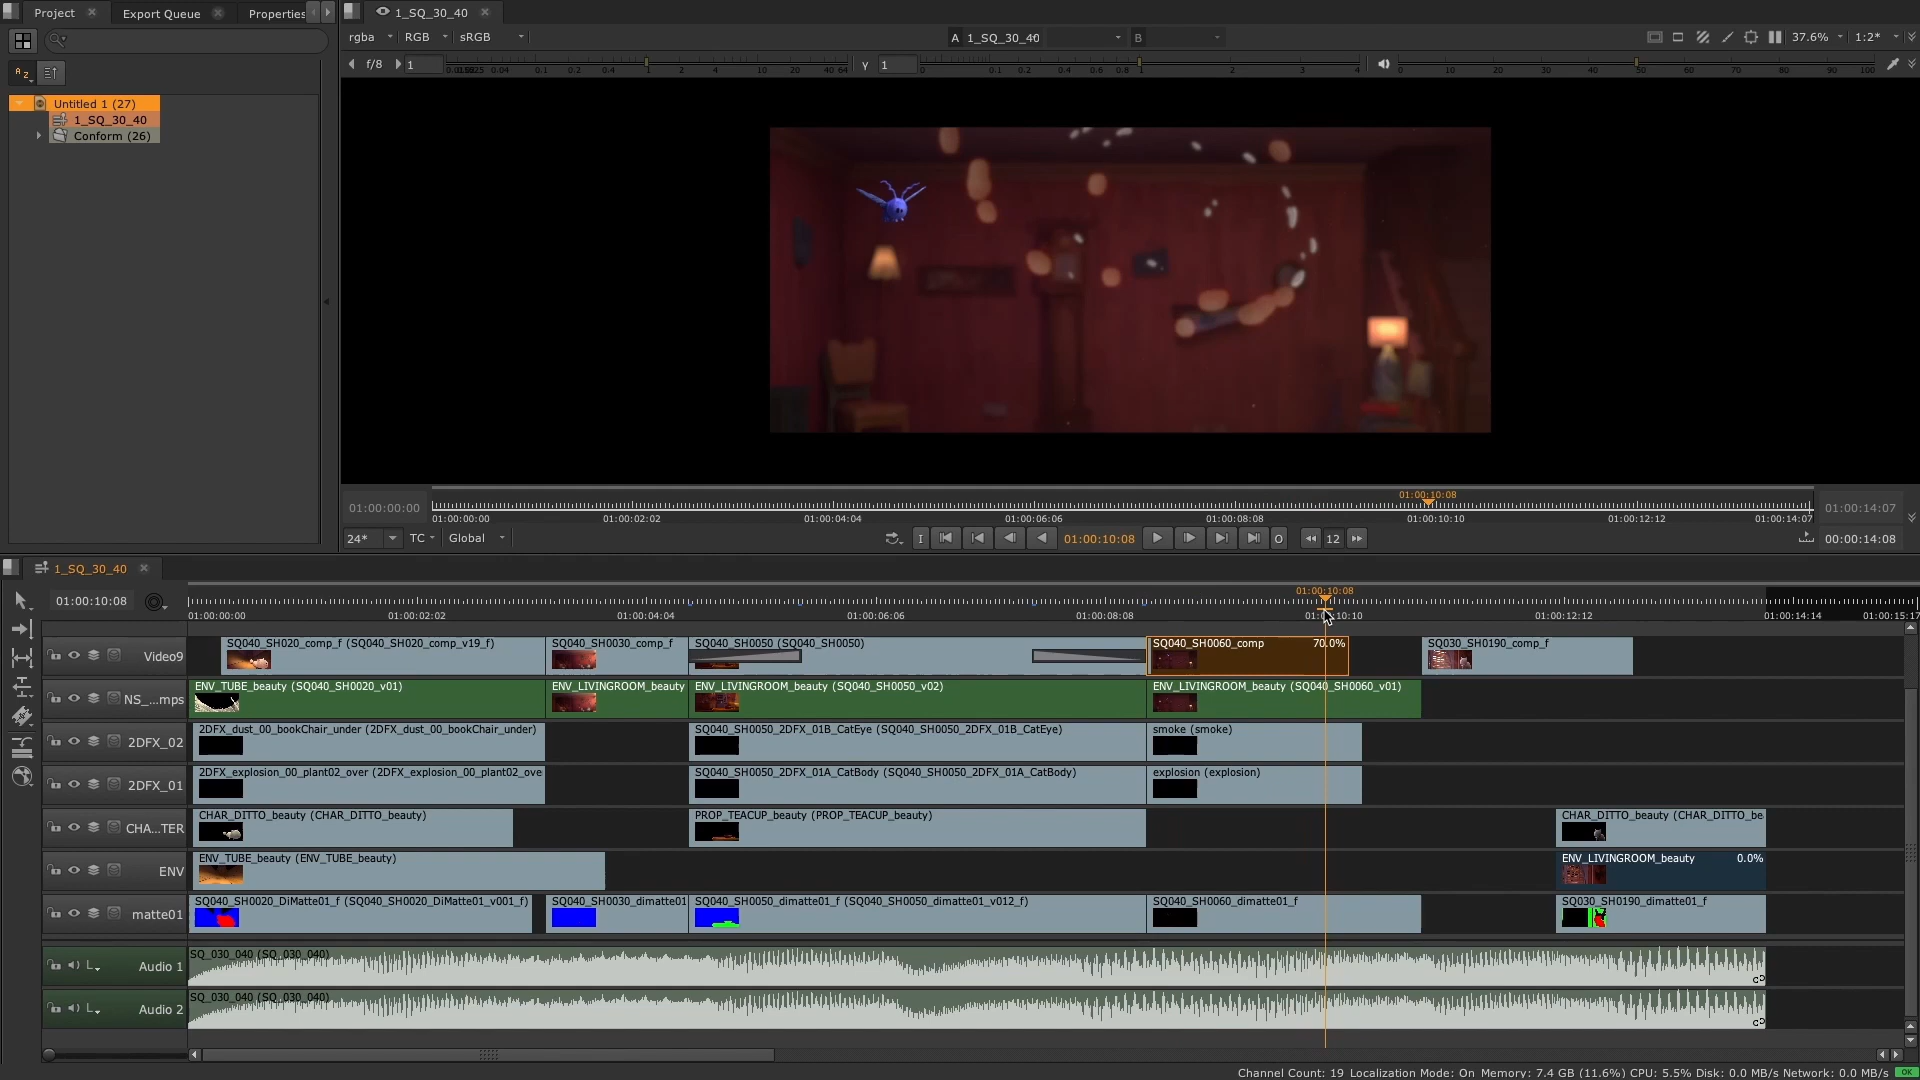 Project Export Queue Properties
1_SQ_30_40
rgba RGB sRGB A 1_SQ_30_40 B 37.6% 1:2*
f/8 1 γ 1
Untitled 1 (27)
1_SQ_30_40
Conform (26)
01:00:10:08
01:00:00:00 01:00:14:07
01:00:00:00 01:00:02:02 01:00:04:04 01:00:06:06 01:00:08:08 01:00:10:10 01:00:12:12 01:00:14:07
24* TC Global I 01:00:10:08 O 12 00:00:14:08
1_SQ_30_40
01:00:10:08
01:00:10:08
01:00:00:00 01:00:02:02 01:00:04:04 01:00:06:06 01:00:08:08 01:00:10:10 01:00:12:12 01:00:14:14 01:00:15:17
Video9 SQ040_SH020_comp_f (SQ040_SH020_comp_v19_f) SQ040_SH0030_comp_f SQ040_SH0050 (SQ040_SH0050) SQ040_SH0060_comp 70.0% SQ030_SH0190_comp_f
NS_...mps ENV_TUBE_beauty (SQ040_SH0020_v01) ENV_LIVINGROOM_beauty ENV_LIVINGROOM_beauty (SQ040_SH0050_v02) ENV_LIVINGROOM_beauty (SQ040_SH0060_v01)
2DFX_02 2DFX_dust_00_bookChair_under (2DFX_dust_00_bookChair_under) SQ040_SH0050_2DFX_01B_CatEye (SQ040_SH0050_2DFX_01B_CatEye) smoke (smoke)
2DFX_01 2DFX_explosion_00_plant02_over (2DFX_explosion_00_plant02_ove SQ040_SH0050_2DFX_01A_CatBody (SQ040_SH0050_2DFX_01A_CatBody) explosion (explosion)
CHA...TER CHAR_DITTO_beauty (CHAR_DITTO_beauty) PROP_TEACUP_beauty (PROP_TEACUP_beauty) CHAR_DITTO_beauty (CHAR_DITTO_be
ENV ENV_TUBE_beauty (ENV_TUBE_beauty) ENV_LIVINGROOM_beauty 0.0%
matte01 SQ040_SH0020_DiMatte01_f (SQ040_SH0020_DiMatte01_v001_f) SQ040_SH0030_dimatte01 SQ040_SH0050_dimatte01_f (SQ040_SH0050_dimatte01_v012_f) SQ040_SH0060_dimatte01_f SQ030_SH0190_dimatte01_f
L Audio 1 SQ_030_040 (SQ_030_040)
L Audio 2 SQ_030_040 (SQ_030_040)
Channel Count: 19 Localization Mode: On Memory: 7.4 GB (11.6%) CPU: 5.5% Disk: 0.0 MB/s Network: 0.0 MB/s OK